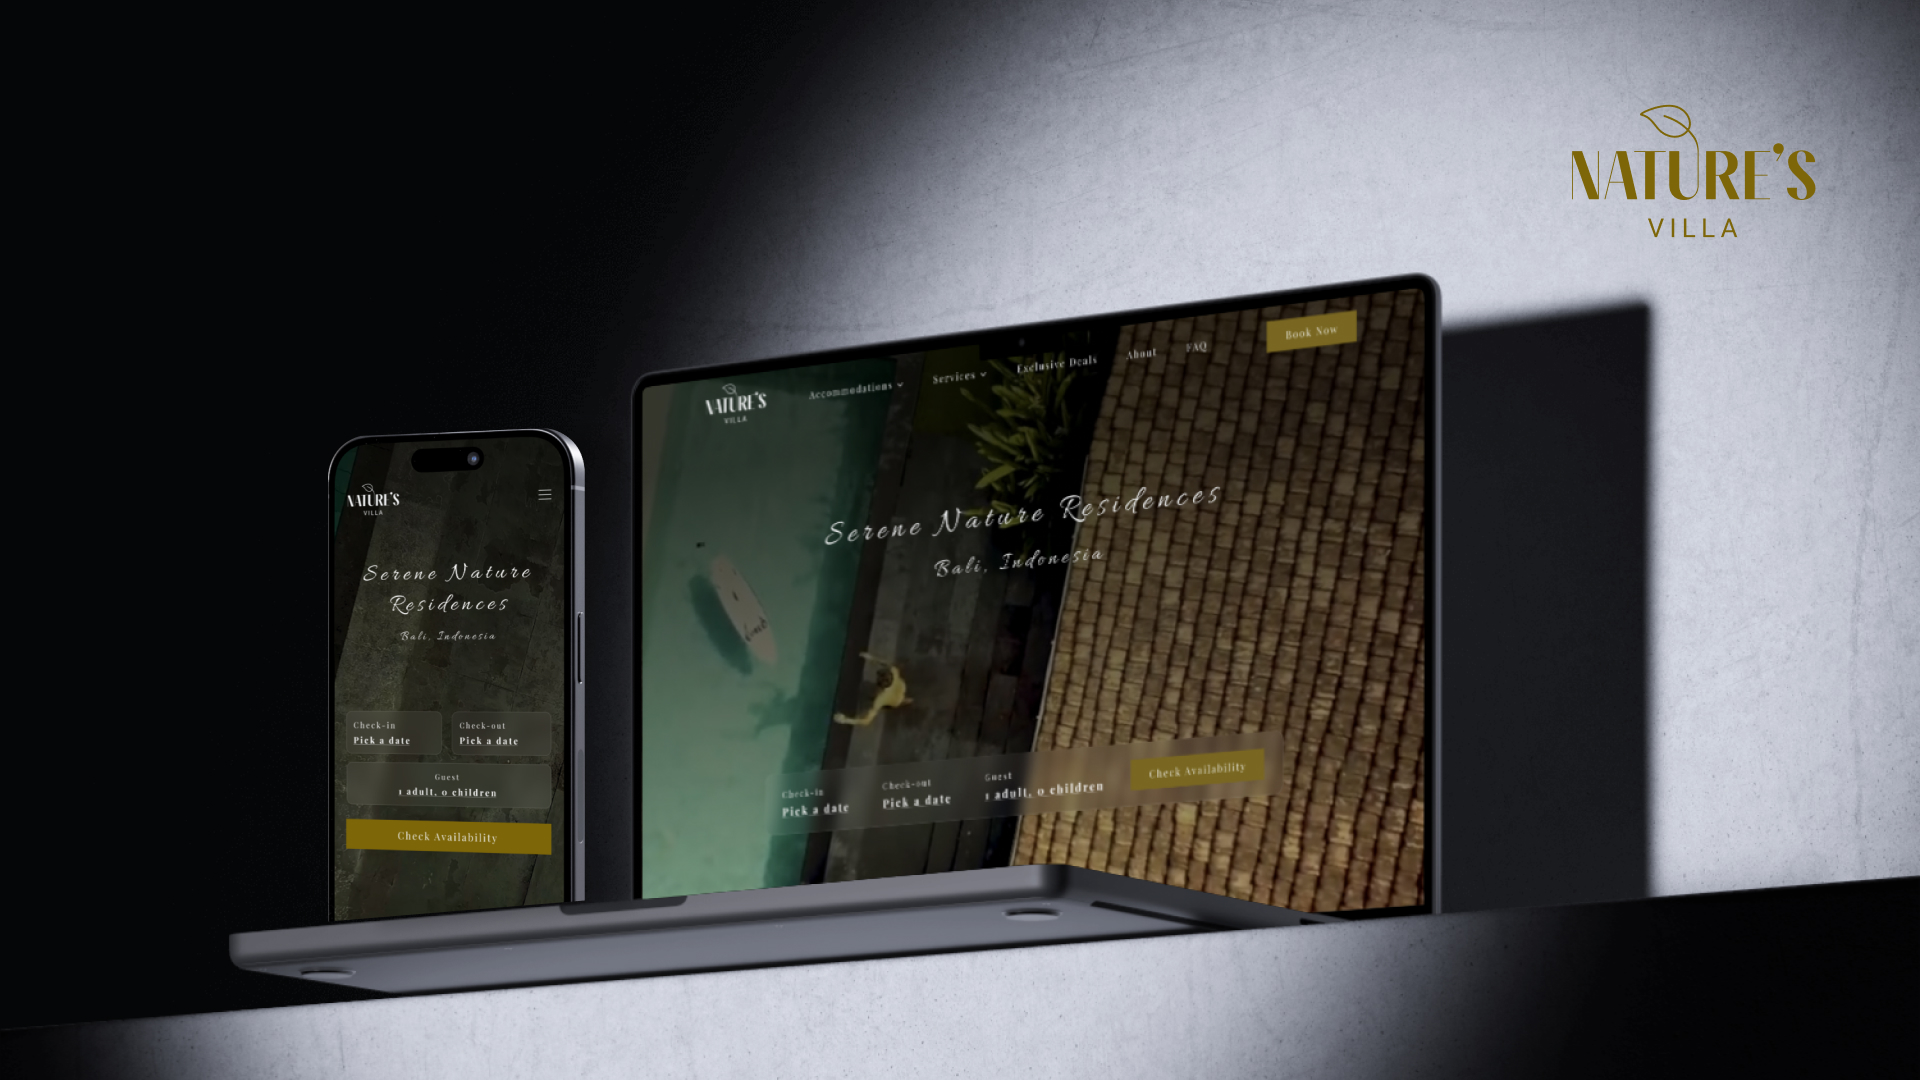 NATURE'S
VILLA
NATURE'S
VILLA
Serene Nature
Residences
Bali, Indonesia
Check-in
Pick a date
Check-out
Pick a date
Guest
1 adult, 0 children
Check Availability
NATURE'S
VILLA
Accommodations
Services
Exclusive Deals
About
FAQ
Book Now
Serene Nature Residences
Bali, Indonesia
Check-in
Pick a date
Check-out
Pick a date
Guest
1 adult, 0 children
Check Availability